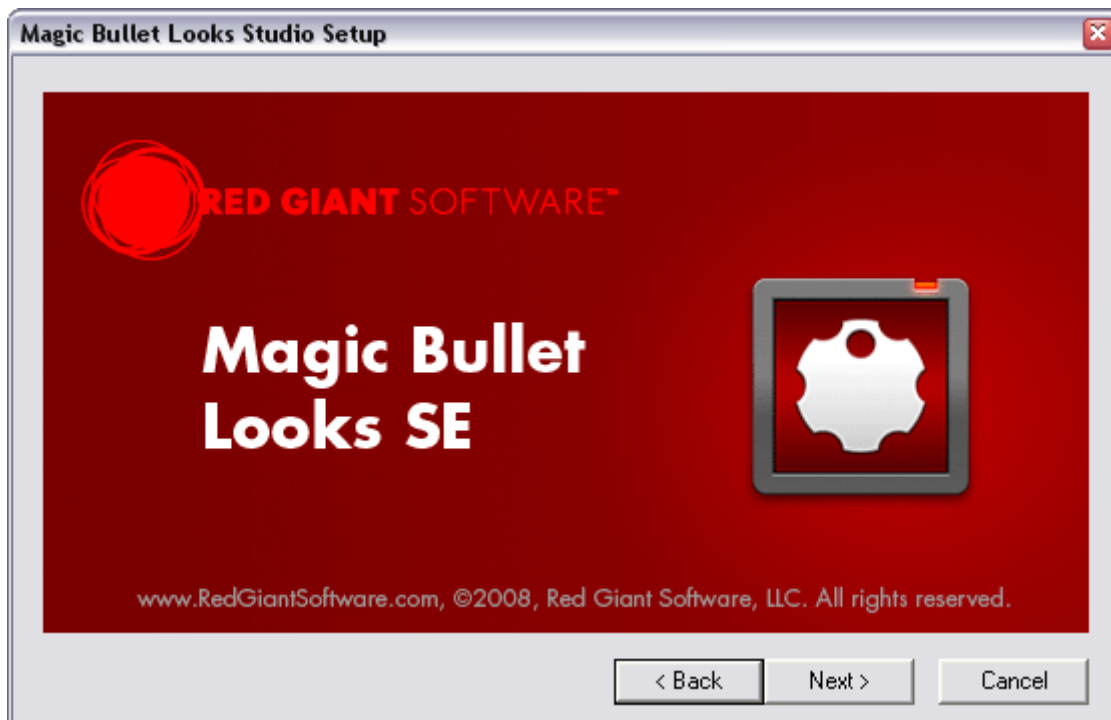 Magic Bullet Looks Studio Setup
RED GIANT SOFTWARE™
Magic Bullet
Looks SE
www.RedGiantSoftware.com, ©2008, Red Giant Software, LLC. All rights reserved.
< Back Next > Cancel